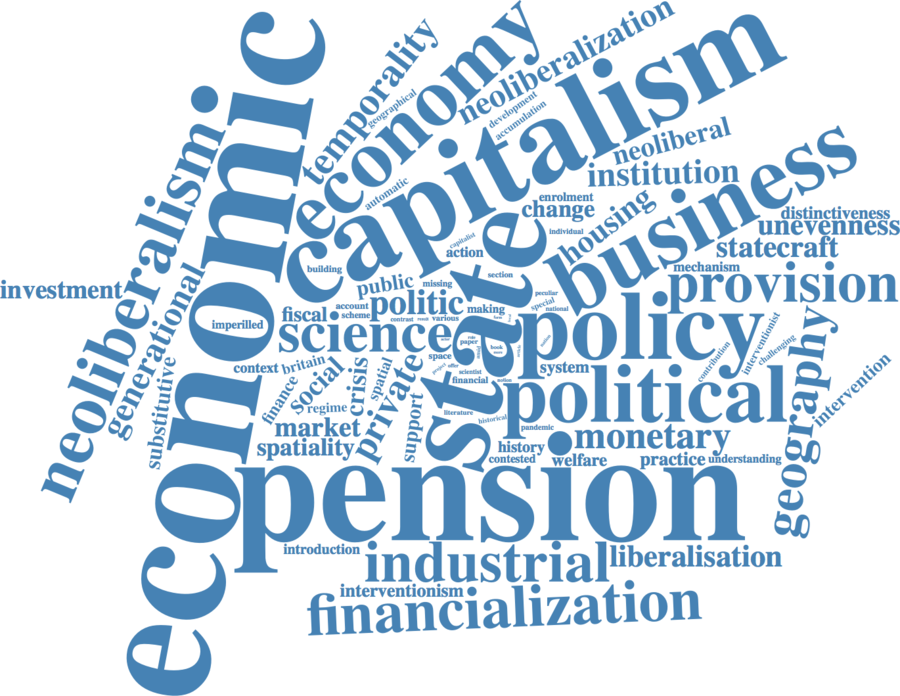 economic
neoliberalism
temporality
geographical
economy
neoliberalization
development
accumulation
capitalism
automatic
neoliberal
institution
enrolment
change
individual
housing
business
distinctiveness
unevenness
statecraft
mechanism
provision
investment
generational
substitutive
imperilled
building
capitalist
action
section
public
missing
account
scheme
fiscal
politic
making
contrast
various
science
state
peculiar
special
national
policy
system
contribution
interventionist
challenging
geography
intervention
context
britain
finance
social
regime
crisis
spatial
market
spatiality
private
support
space
paper
role
book
project
offer
scientist
financial
notion
literature
historical
political
pandemic
monetary
history
contested
welfare
practice
understanding
pension
introduction
industrial
liberalisation
interventionism
financialization